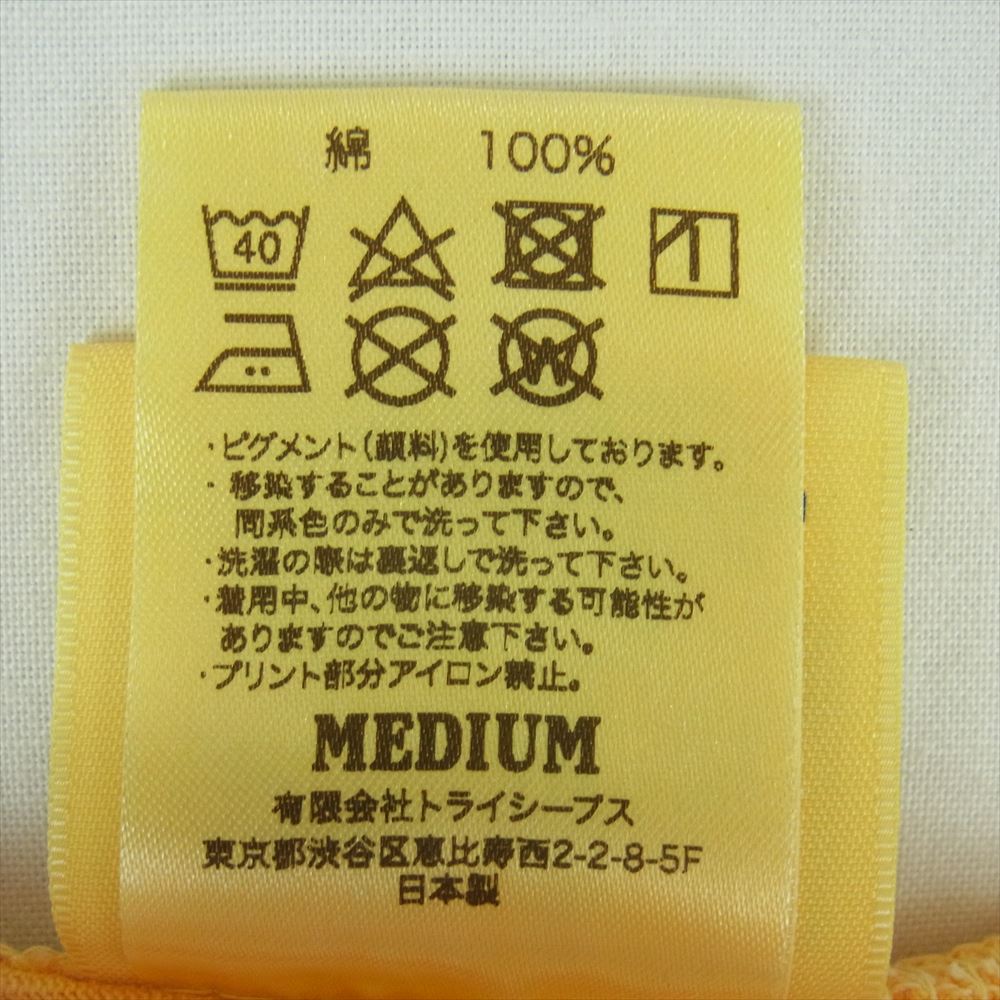 綿 100%
40
W
・ピグメント(顔料)を使用しております。
・移染することがありますので、
同系色のみで洗って下さい。
・洗濯の際は裏返しで洗って下さい。
・着用中、他の物に移染する可能性が
ありますのでご注意下さい。
・プリント部分アイロン禁止。
MEDIUM
有限会社トライシープス
東京都渋谷区恵比寿西2-2-8-5F
日本製